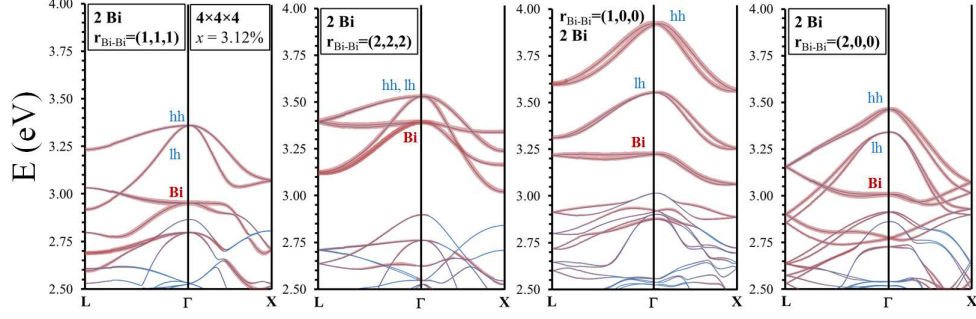 E (eV)
4.00
3.75
3.50
3.25
3.00
2.75
2.50
2 Bi
r_Bi-Bi=(1,1,1)
4×4×4
x = 3.12%
hh
lh
Bi
L
Γ
X
4.00
3.75
3.50
3.25
3.00
2.75
2.50
2 Bi
r_Bi-Bi=(2,2,2)
hh, lh
Bi
L
Γ
X
4.00
3.75
3.50
3.25
3.00
2.75
2.50
r_Bi-Bi=(1,0,0)
2 Bi
hh
lh
Bi
L
Γ
X
4.00
3.75
3.50
3.25
3.00
2.75
2.50
2 Bi
r_Bi-Bi=(2,0,0)
hh
lh
Bi
L
Γ
X